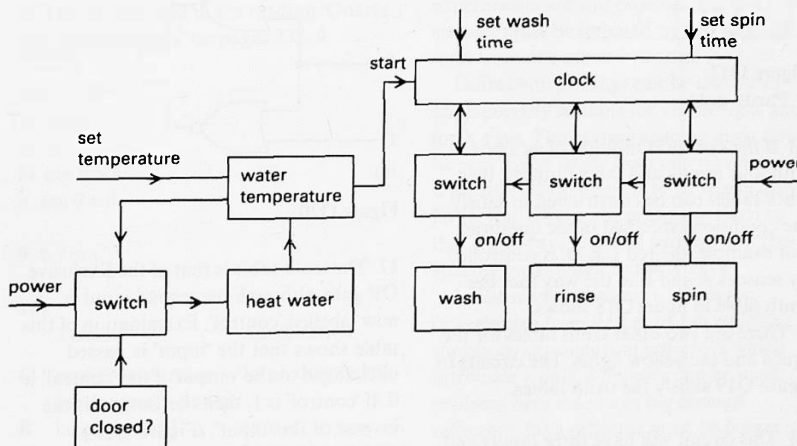 set wash
time
set spin
time
start
clock
set
temperature
water
temperature
switch
switch
switch
power
on/off
on/off
on/off
power
switch
heat water
wash
rinse
spin
door
closed?